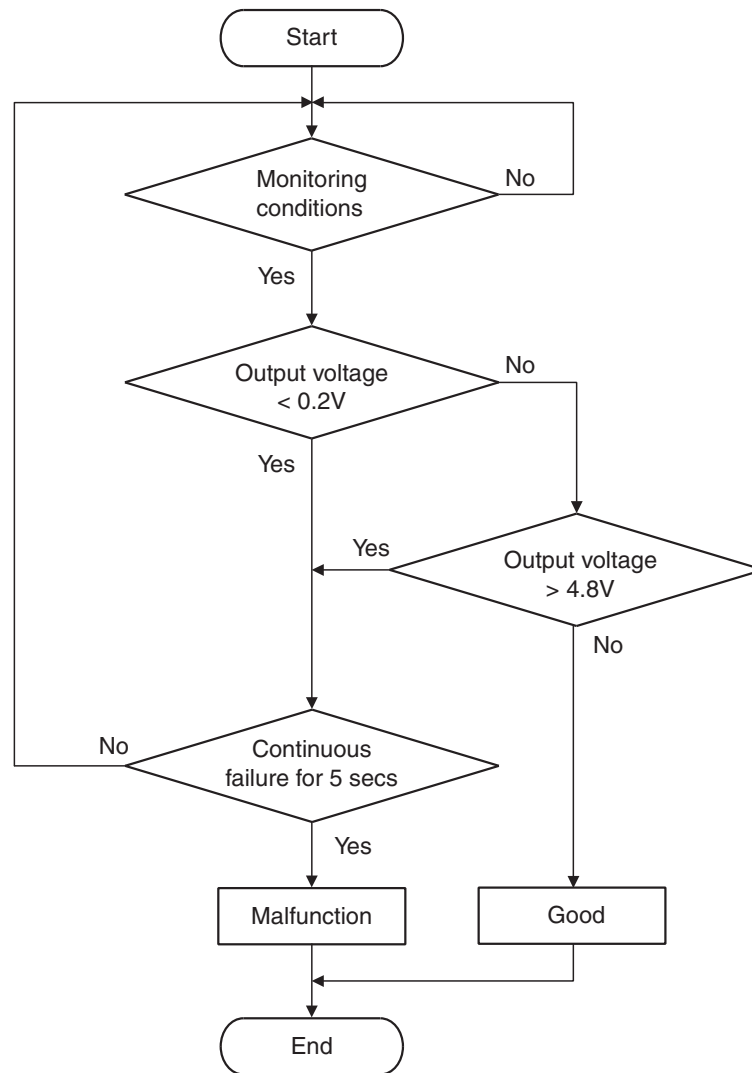 Start
Monitoring
conditions
No
Yes
Output voltage
< 0.2V
No
Yes
Yes
Output voltage
> 4.8V
No
No
Continuous
failure for 5 secs
Yes
Malfunction
Good
End